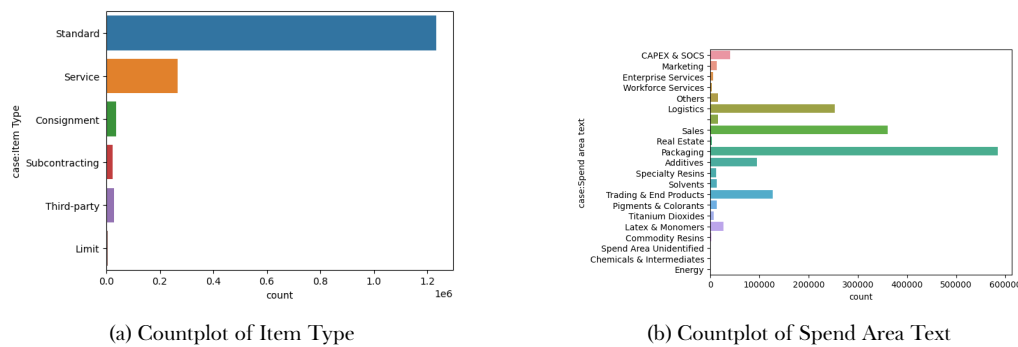 Standard
Service
Consignment
Subcontracting
Third-party
Limit
case:Item Type
0.0 0.2 0.4 0.6 0.8 1.0 1.2
1e6
count
(a) Countplot of Item Type
CAPEX & SOCS
Marketing
Enterprise Services
Workforce Services
Others
Logistics
Sales
Real Estate
Packaging
Additives
Specialty Resins
Solvents
Trading & End Products
Pigments & Colorants
Titanium Dioxides
Latex & Monomers
Commodity Resins
Spend Area Unidentified
Chemicals & Intermediates
Energy
case:Spend area text
0 100000 200000 300000 400000 500000 600000
count
(b) Countplot of Spend Area Text